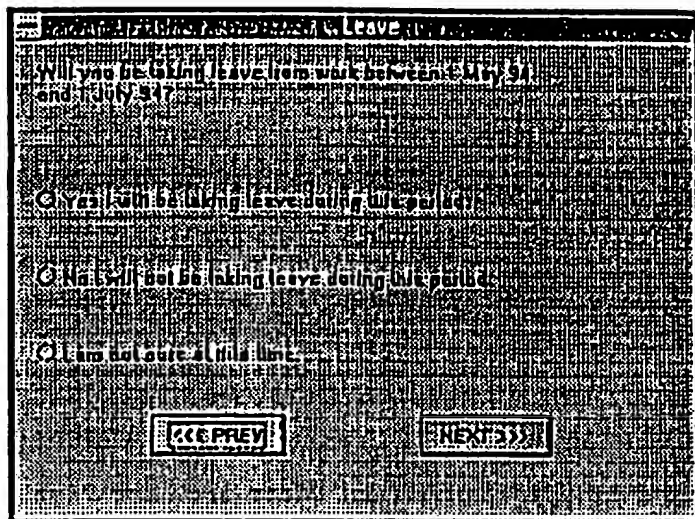 Leave
Will you be taking leave from work between 1 May 94
and 1 July 94?
Yes I will be taking leave during this period.
No I will not be taking leave during this period.
I am not sure at this time.
<<< PREV
NEXT >>>